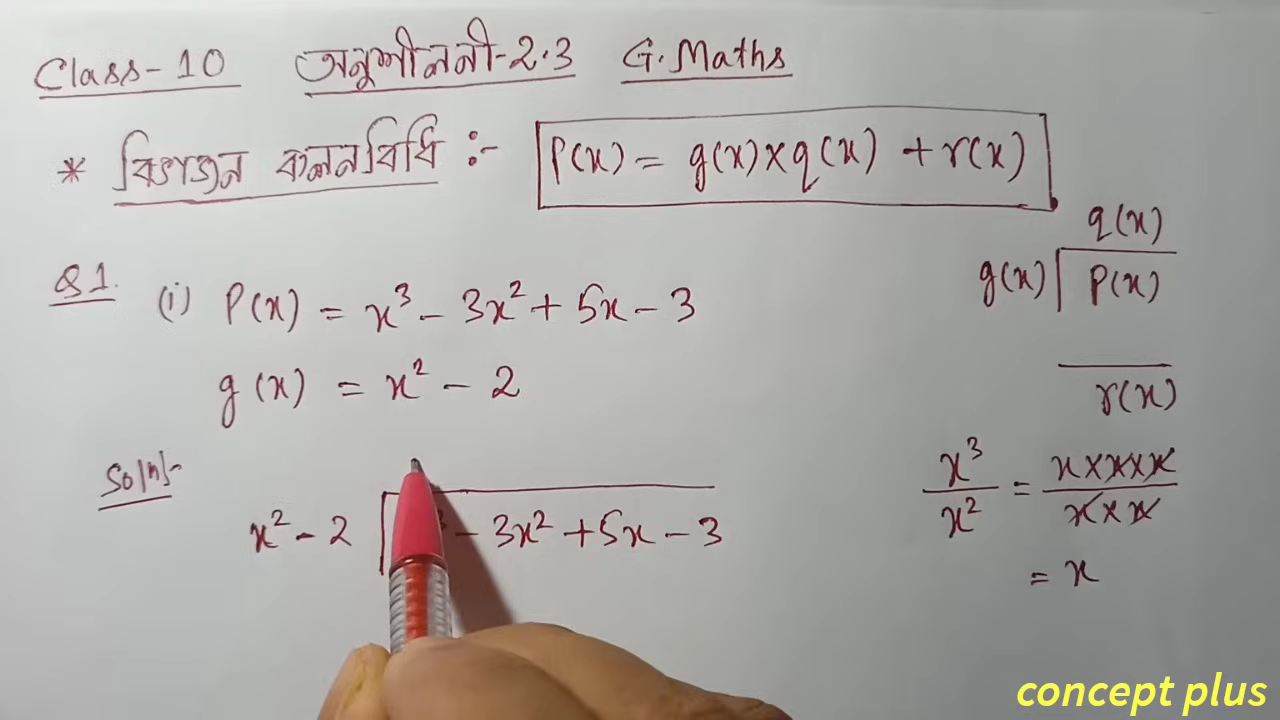 Class-10 অনুশীলনী-2.3 G.Maths
* বিভাজন কলনবিধি :- P(x) = g(x)×q(x) + r(x)
q(x)
g(x) P(x)
r(x)
Q1. (i) P(x) = x³ - 3x² + 5x - 3
g(x) = x² - 2
Soln:-
x² - 2 - 3x² + 5x - 3
x³/x² = x×x×x/x×x
= x
concept plus